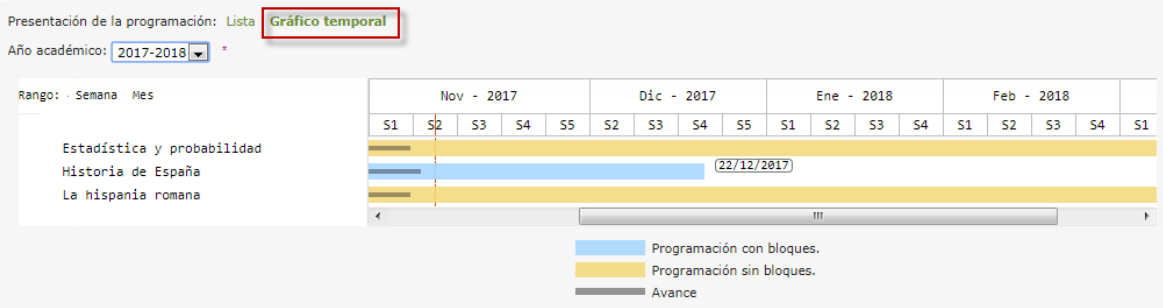 Presentación de la programación: Lista Gráfico temporal
Año académico: 2017-2018 *
Rango: Semana Mes
Nov - 2017 Dic - 2017 Ene - 2018 Feb - 2018
S1 S2 S3 S4 S5 S2 S3 S4 S5 S1 S2 S3 S4 S1 S2 S3 S4 S1
Estadística y probabilidad
Historia de España 22/12/2017
La hispania romana
Programación con bloques.
Programación sin bloques.
Avance